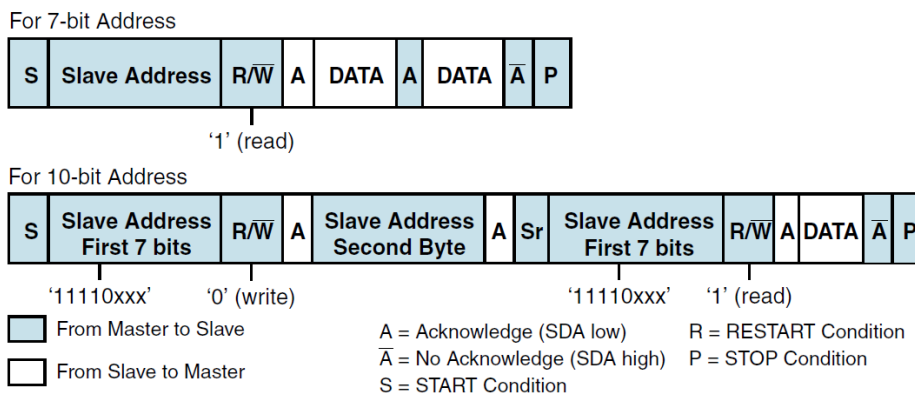 For 7-bit Address
S Slave Address R/W̅ A DATA A DATA A̅ P
‘1’ (read)
For 10-bit Address
S Slave Address First 7 bits R/W̅ A Slave Address Second Byte A Sr Slave Address First 7 bits R/W̅ A DATA A̅ P
‘11110xxx’ ‘0’ (write) ‘11110xxx’ ‘1’ (read)
From Master to Slave
From Slave to Master
A = Acknowledge (SDA low)
A̅ = No Acknowledge (SDA high)
S = START Condition
R = RESTART Condition
P = STOP Condition